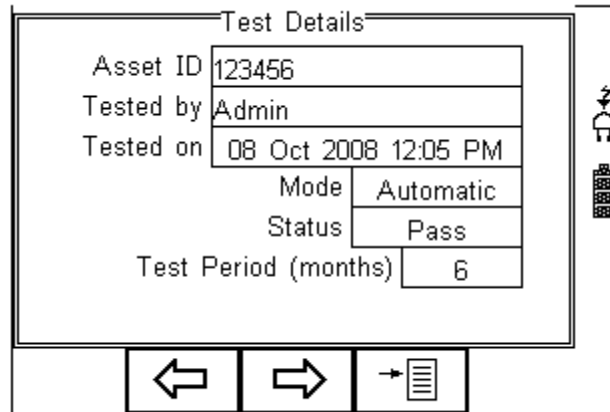 Test Details
Asset ID 123456
Tested by Admin
Tested on 08 Oct 2008 12:05 PM
Mode Automatic
Status Pass
Test Period (months) 6